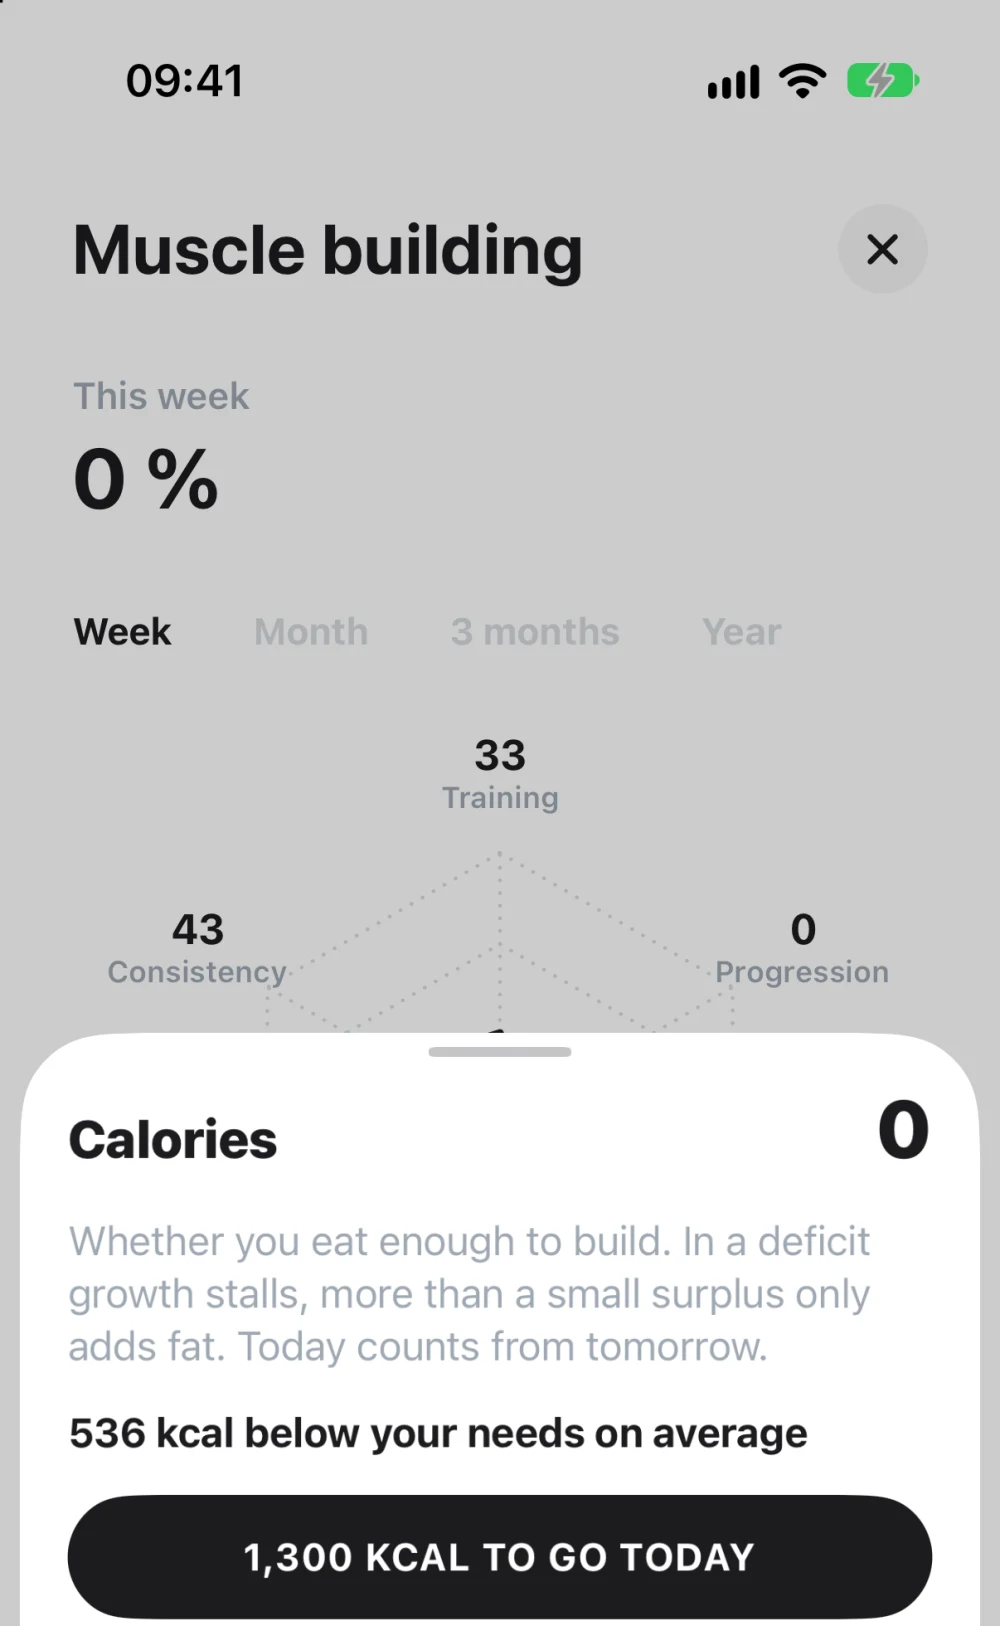 09:41
Muscle building
This week
0 %
Week Month 3 months Year
33
Training
43
Consistency
0
Progression
Calories
0
Whether you eat enough to build. In a deficit
growth stalls, more than a small surplus only
adds fat. Today counts from tomorrow.
536 kcal below your needs on average
1,300 KCAL TO GO TODAY